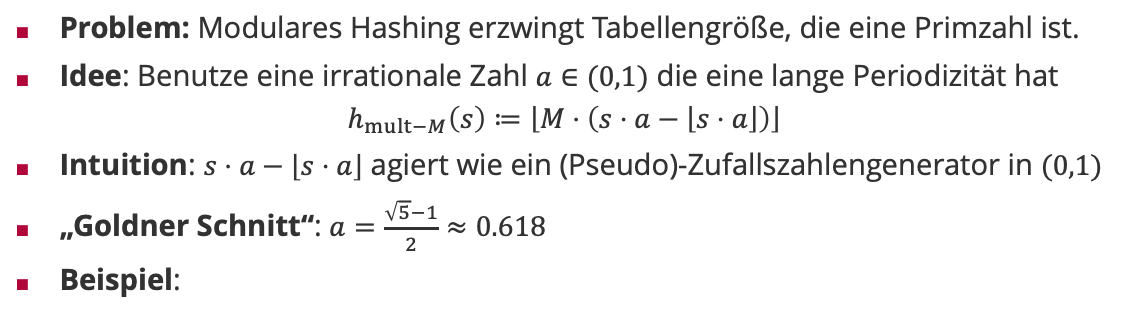 ▪ Problem: Modulares Hashing erzwingt Tabellengröße, die eine Primzahl ist.
▪ Idee: Benutze eine irrationale Zahl a ∈ (0,1) die eine lange Periodizität hat
h_mult−M(s) ≔ ⌊M · (s · a − ⌊s · a⌋)⌋
▪ Intuition: s · a − ⌊s · a⌋ agiert wie ein (Pseudo)-Zufallszahlengenerator in (0,1)
▪ „Goldner Schnitt“: a = (√5−1)/2 ≈ 0.618
▪ Beispiel: